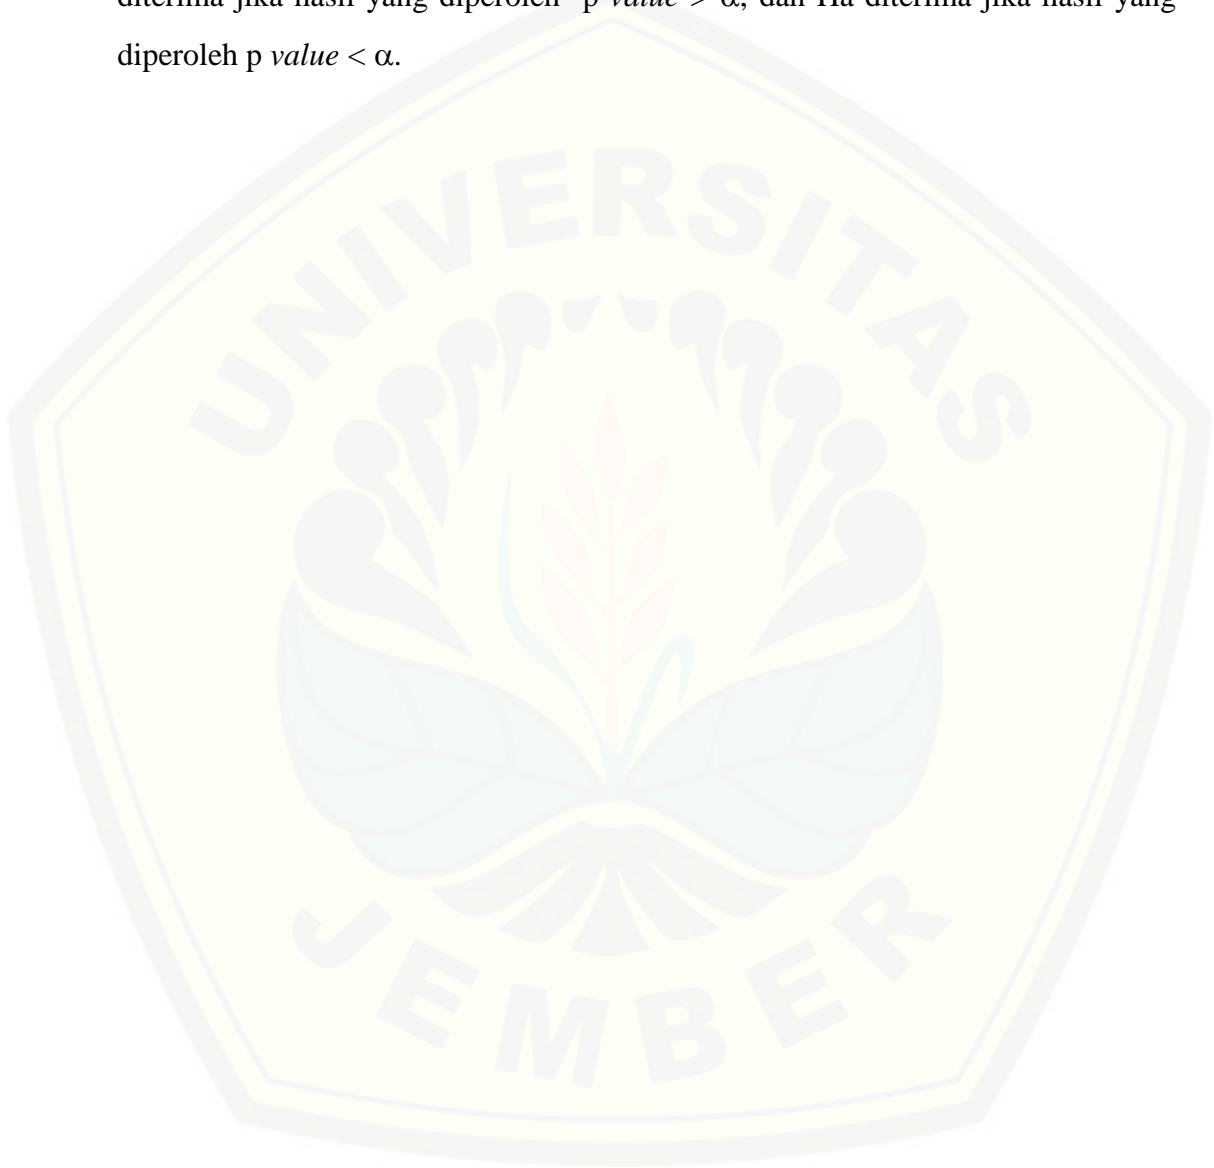 diterima jika hasil yang diperoleh p value > α, dan Ha diterima jika hasil yang
diperoleh p value < α.
UNIVERSITAS
JEMBER